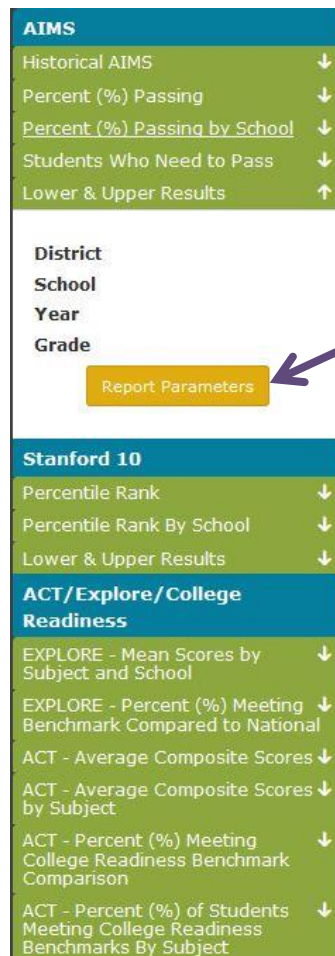 AIMS
Historical AIMS
Percent (%) Passing
Percent (%) Passing by School
Students Who Need to Pass
Lower & Upper Results
District
School
Year
Grade
Report Parameters
Stanford 10
Percentile Rank
Percentile Rank By School
Lower & Upper Results
ACT/Explore/College
Readiness
EXPLORE - Mean Scores by
Subject and School
EXPLORE - Percent (%) Meeting
Benchmark Compared to National
ACT - Average Composite Scores
ACT - Average Composite Scores
by Subject
ACT - Percent (%) Meeting
College Readiness Benchmark
Comparison
ACT - Percent (%) of Students
Meeting College Readiness
Benchmarks By Subject